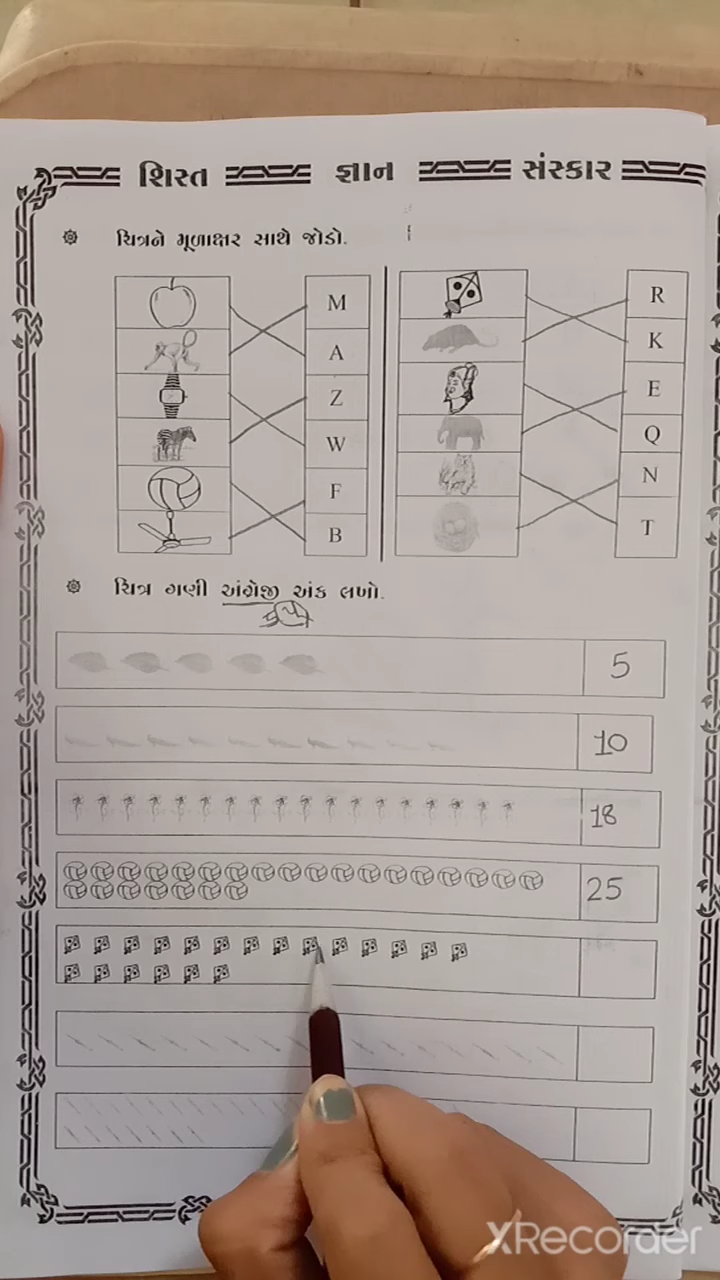 શિસ્ત જ્ઞાન સંસ્કાર
ચિત્રને મૂળાક્ષર સાથે જોડો.
M
A
Z
W
F
B
R
K
E
Q
N
T
ચિત્ર ગણી અંગ્રેજી અંક લખો.
5
10
18
25
XRecorder